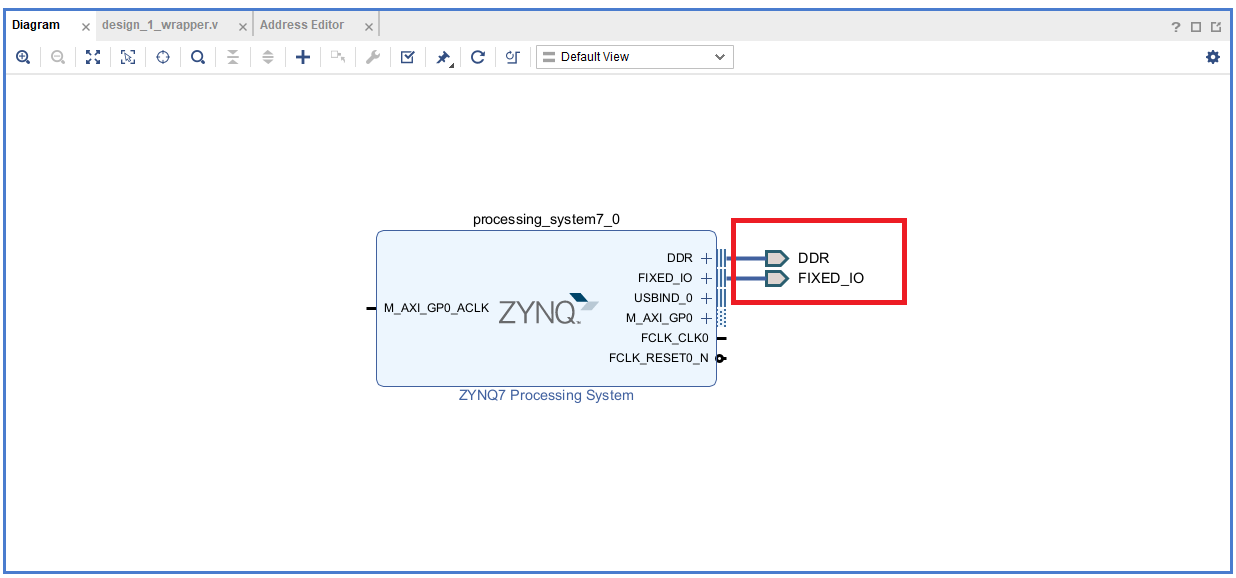 Diagram
design_1_wrapper.v
Address Editor
Default View
processing_system7_0
DDR
FIXED_IO
USBIND_0
M_AXI_GP0_ACLK
ZYNQ
M_AXI_GP0
FCLK_CLK0
FCLK_RESET0_N
DDR
FIXED_IO
ZYNQ7 Processing System